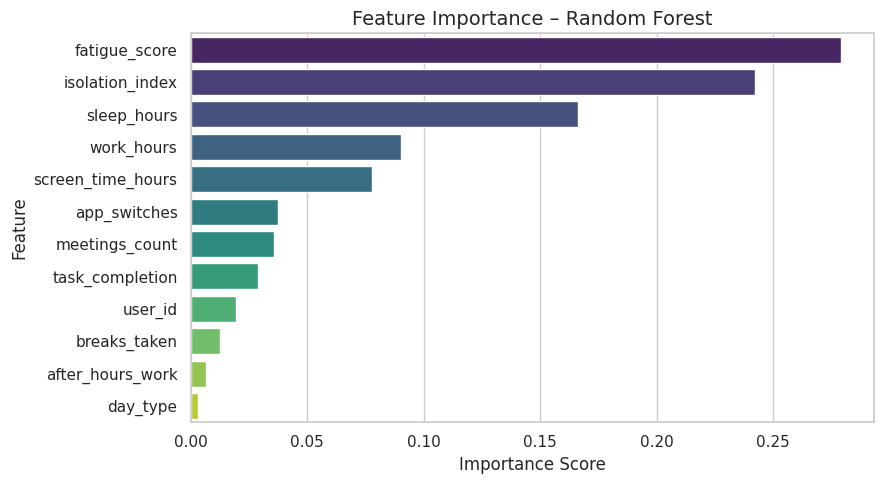 Feature Importance – Random Forest
fatigue_score
isolation_index
sleep_hours
work_hours
screen_time_hours
app_switches
meetings_count
task_completion
user_id
breaks_taken
after_hours_work
day_type
Feature
0.00 0.05 0.10 0.15 0.20 0.25
Importance Score